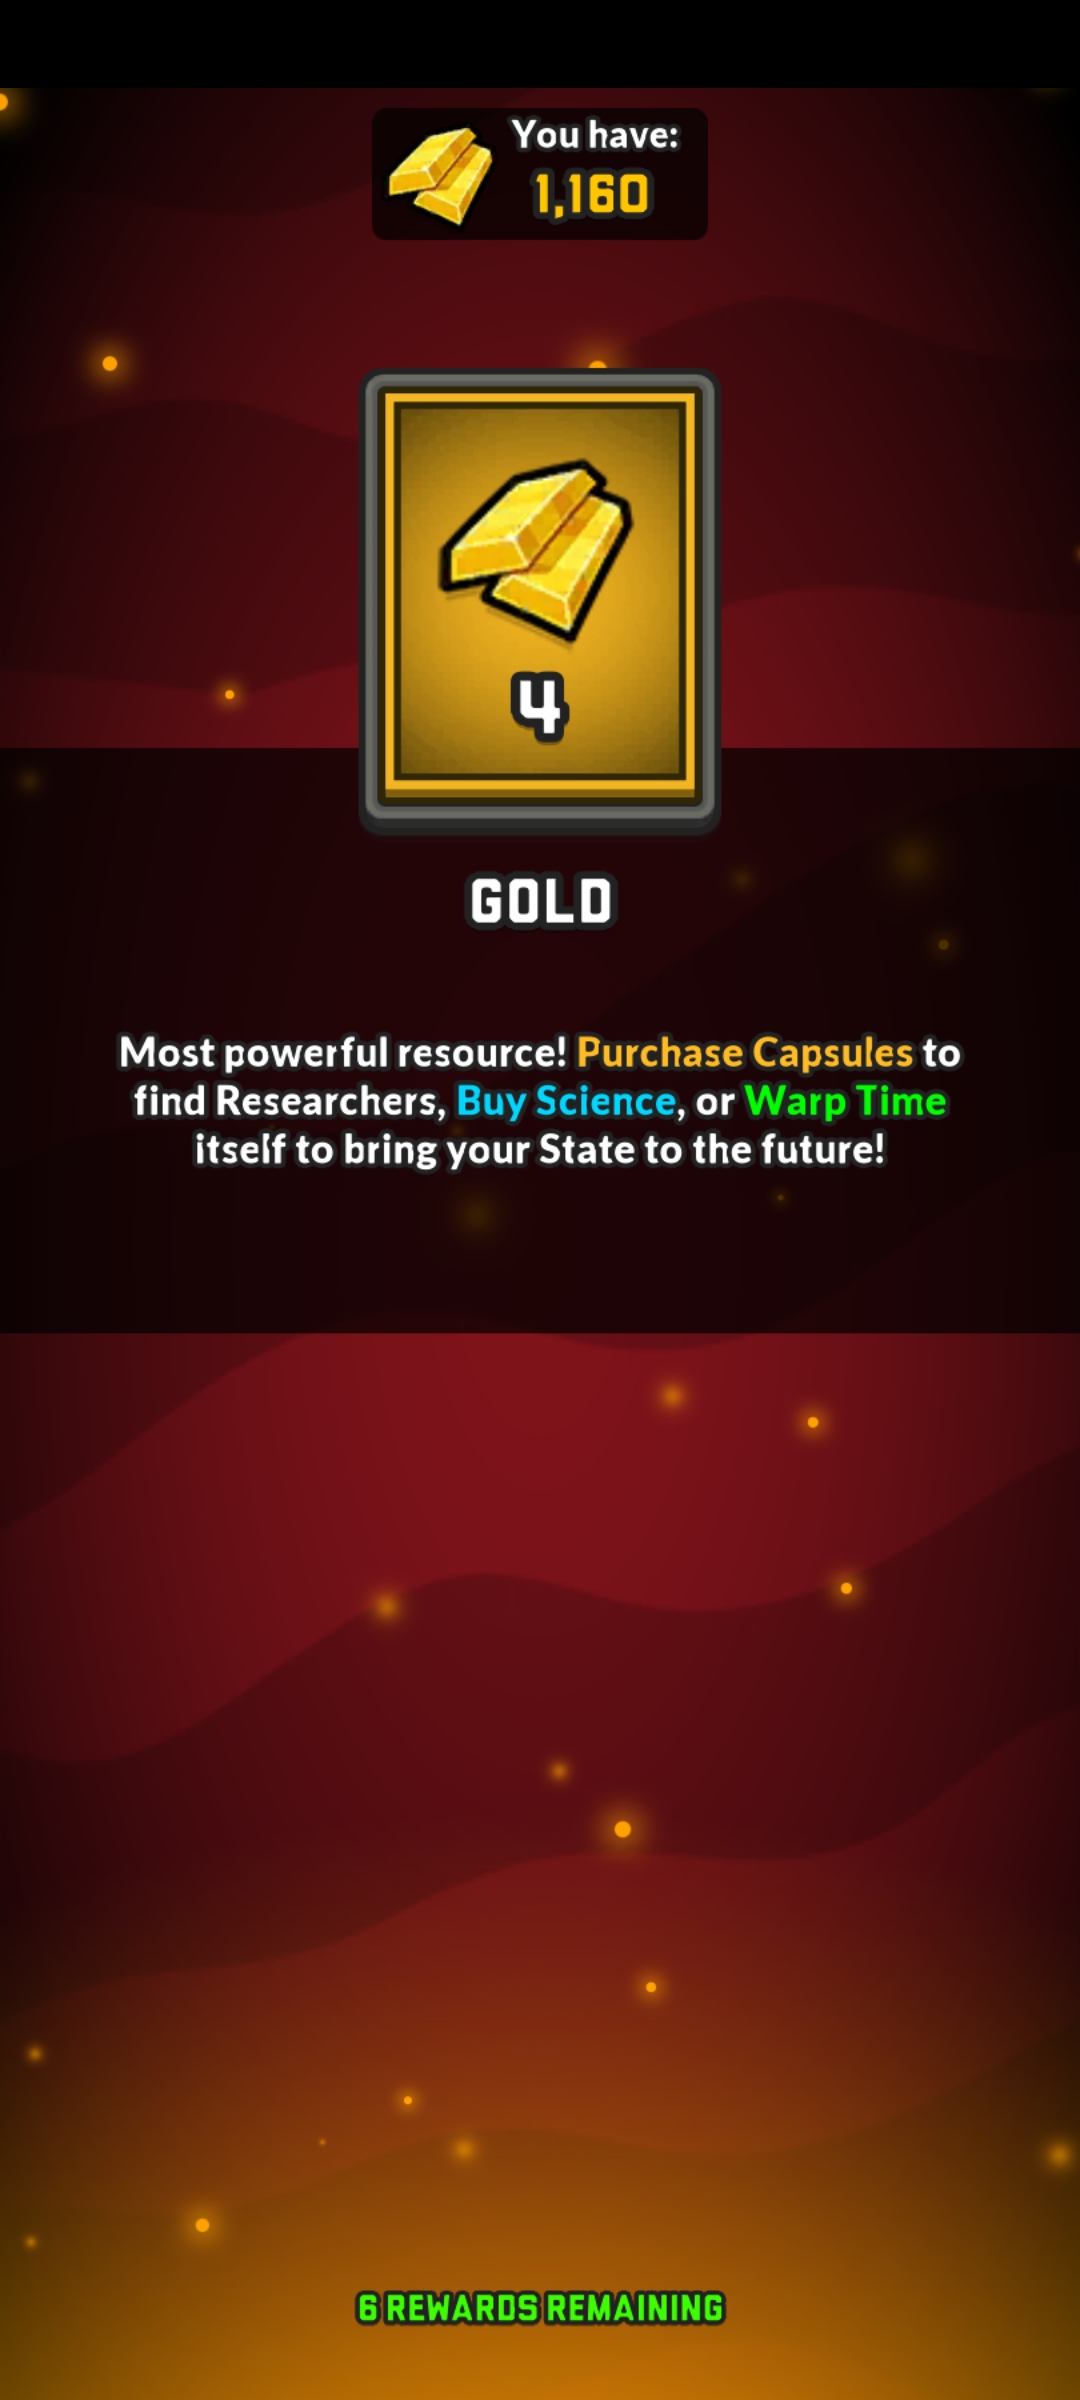 You have:
1,160
4
GOLD
Most powerful resource! Purchase Capsules to
find Researchers, Buy Science, or Warp Time
itself to bring your State to the future!
6 REWARDS REMAINING